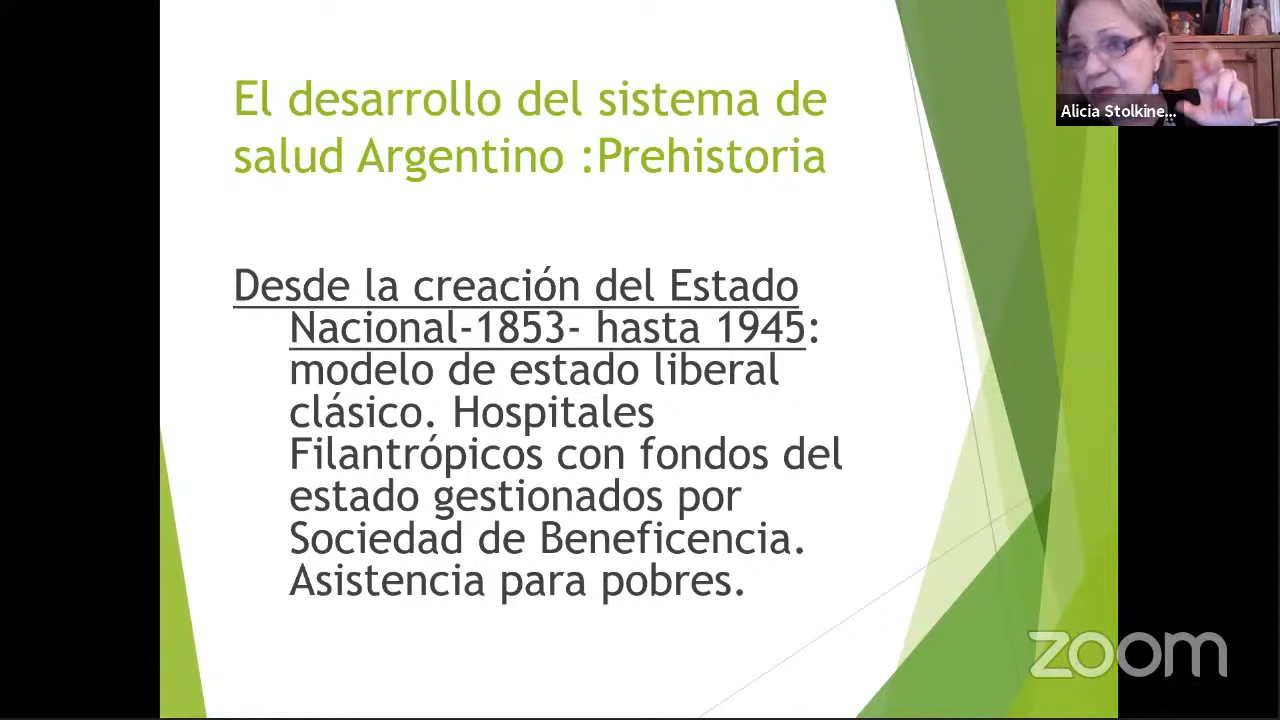 El desarrollo del sistema de
salud Argentino :Prehistoria
Desde la creación del Estado
Nacional-1853- hasta 1945:
modelo de estado liberal
clásico. Hospitales
Filantrópicos con fondos del
estado gestionados por
Sociedad de Beneficencia.
Asistencia para pobres.
Alicia Stolkine...
zoom